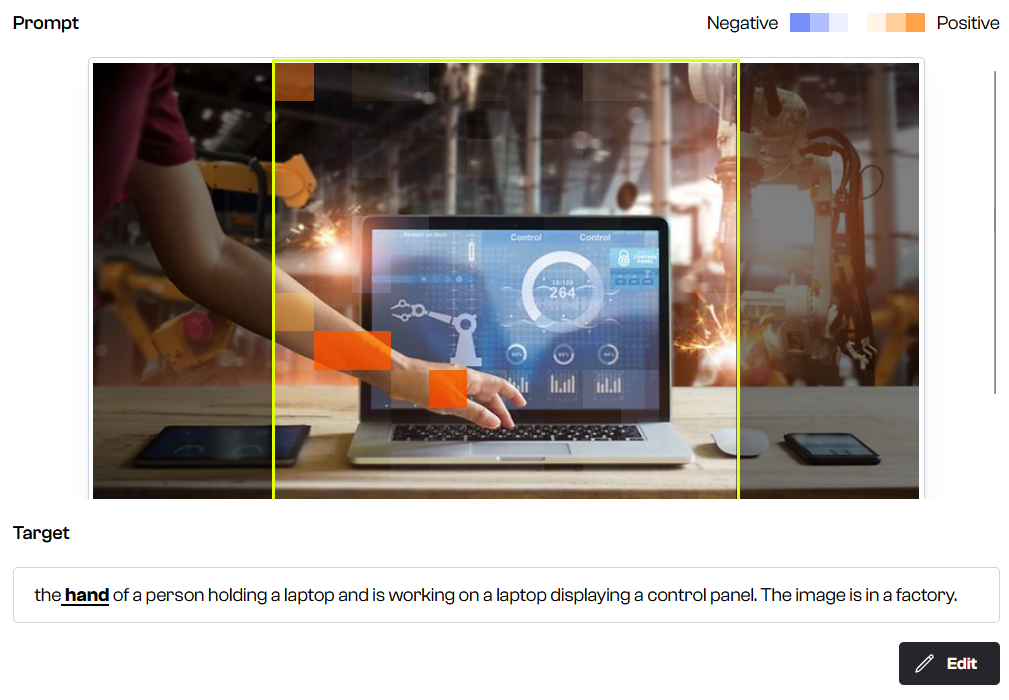 Prompt
Negative
Positive
Control
Control
CONTROL
PANEL
264
Target
the hand of a person holding a laptop and is working on a laptop displaying a control panel. The image is in a factory.
Edit